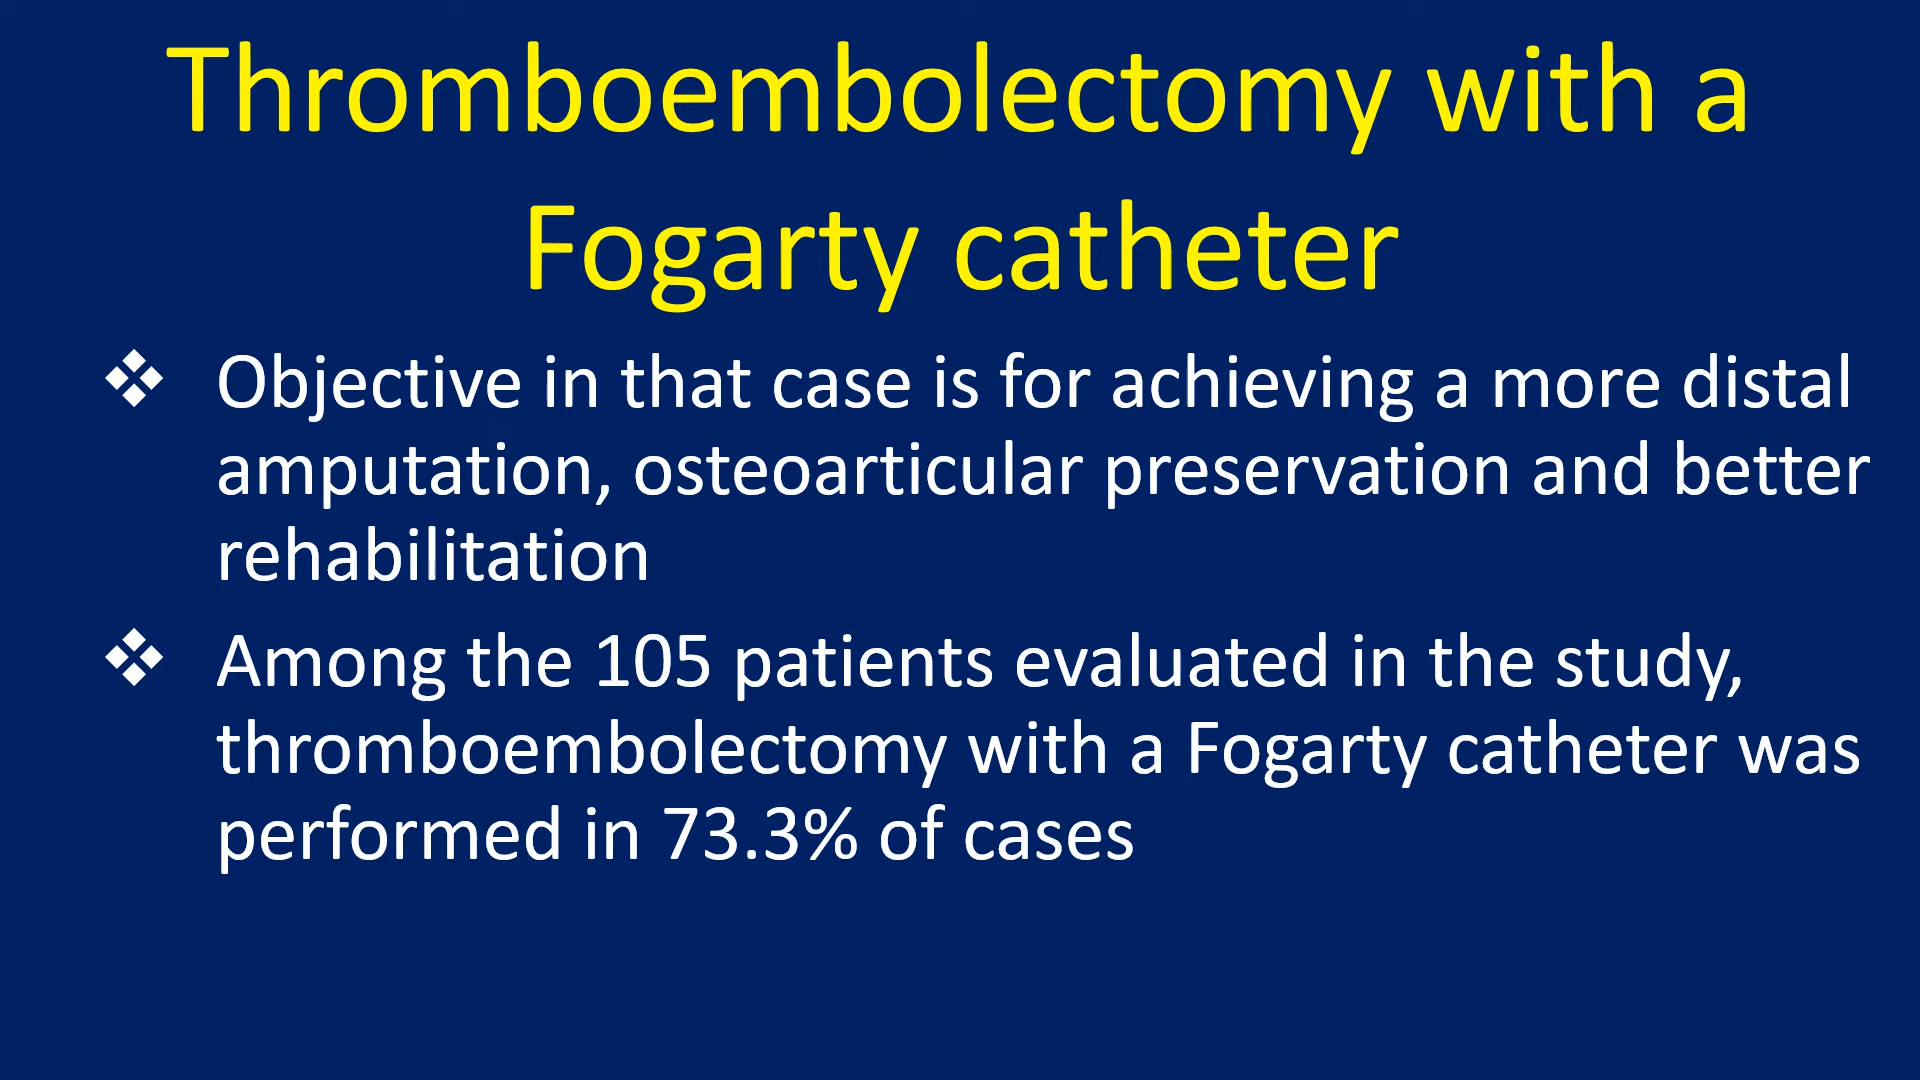 Thromboembolectomy with a
Fogarty catheter
❖ Objective in that case is for achieving a more distal
amputation, osteoarticular preservation and better
rehabilitation
❖ Among the 105 patients evaluated in the study,
thromboembolectomy with a Fogarty catheter was
performed in 73.3% of cases